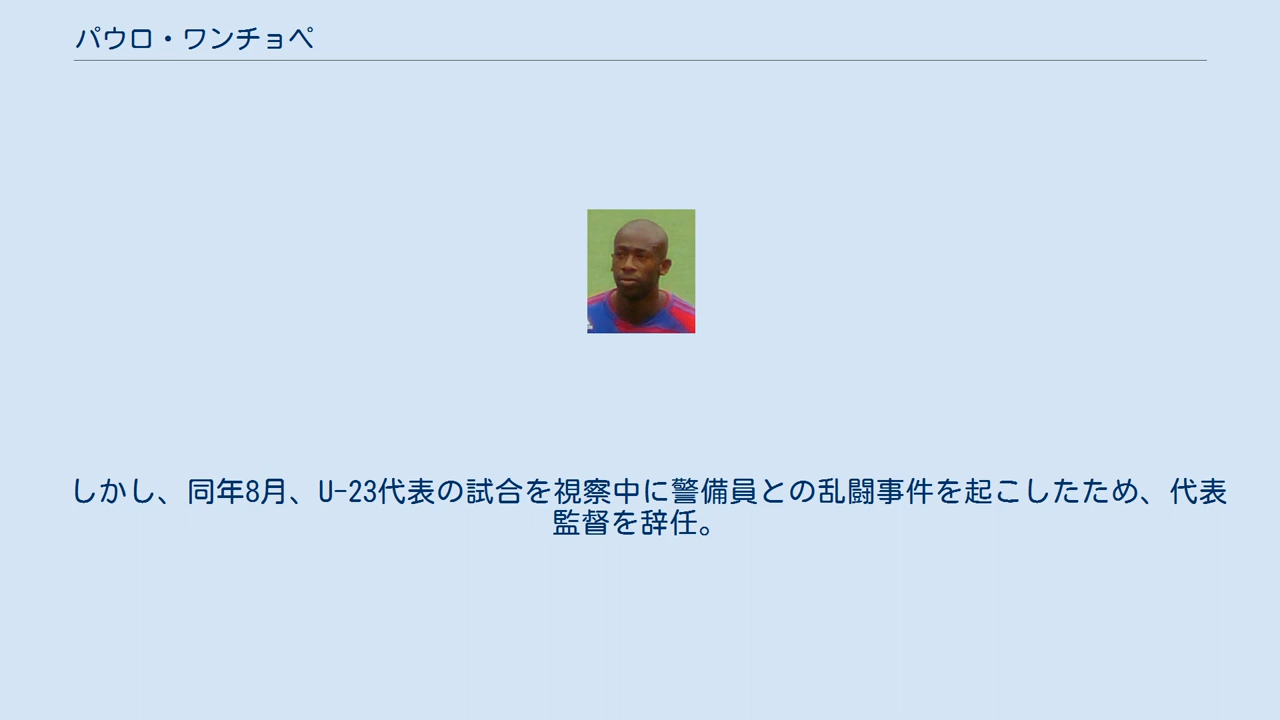 パウロ・ワンチョペ
しかし、同年8月、U-23代表の試合を視察中に警備員との乱闘事件を起こしたため、代表
監督を辞任。